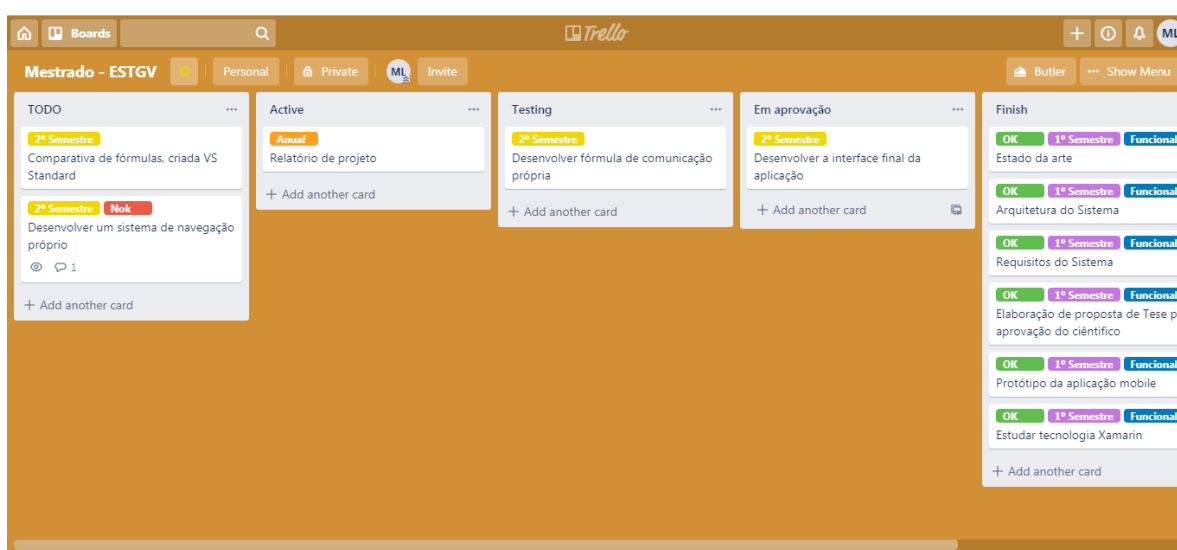 Boards
Trello
ML
Mestrado - ESTGV
Personal
Private
ML
Invite
Butler
Show Menu
TODO
2º Semestre
Comparativa de fórmulas, criada VS
Standard
2º Semestre Nok
Desenvolver um sistema de navegação
próprio
1
+ Add another card
Active
Anual
Relatório de projeto
+ Add another card
Testing
2º Semestre
Desenvolver fórmula de comunicação
própria
+ Add another card
Em aprovação
2º Semestre
Desenvolver a interface final da
aplicação
+ Add another card
Finish
OK 1º Semestre Funcional
Estado da arte
OK 1º Semestre Funcional
Arquitetura do Sistema
OK 1º Semestre Funcional
Requisitos do Sistema
OK 1º Semestre Funcional
Elaboração de proposta de Tese p
aprovação do ciêntifico
OK 1º Semestre Funcional
Protótipo da aplicação mobile
OK 1º Semestre Funcional
Estudar tecnologia Xamarin
+ Add another card